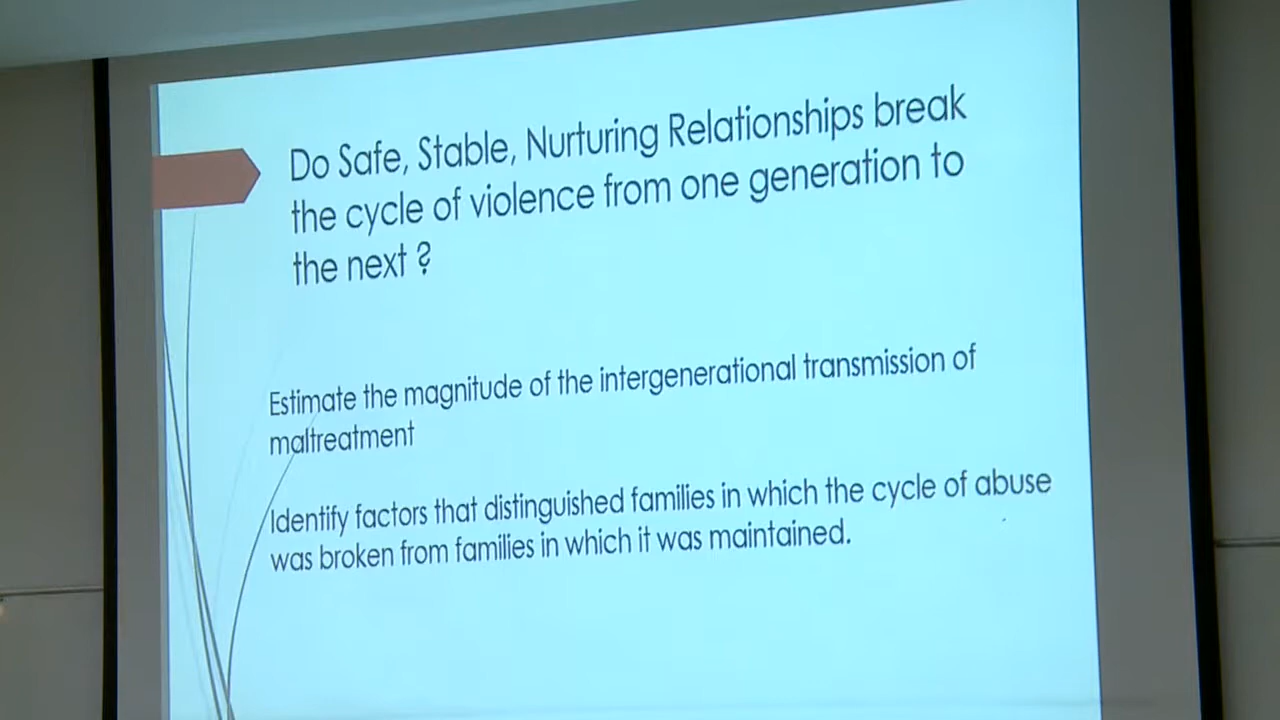 Do Safe, Stable, Nurturing Relationships break
the cycle of violence from one generation to
the next ?
Estimate the magnitude of the intergenerational transmission of
maltreatment
Identify factors that distinguished families in which the cycle of abuse
was broken from families in which it was maintained.